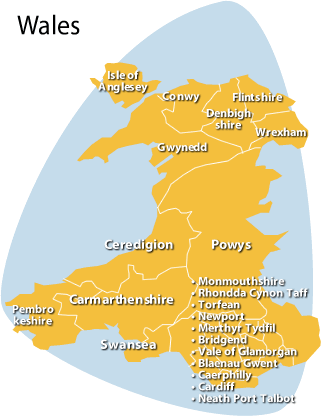 Wales
Isle of
Anglesey
Conwy
Flintshire
Denbigh
shire
Wrexham
Gwynedd
Ceredigion
Powys
Carmarthenshire
Pembro
keshire
Swansea
• Monmouthshire
• Rhondda Cynon Taff
• Torfean
• Newport
• Merthyr Tydfil
• Bridgend
• Vale of Glamorgan
• Blaenau Gwent
• Caerphilly
• Cardiff
• Neath Port Talbot